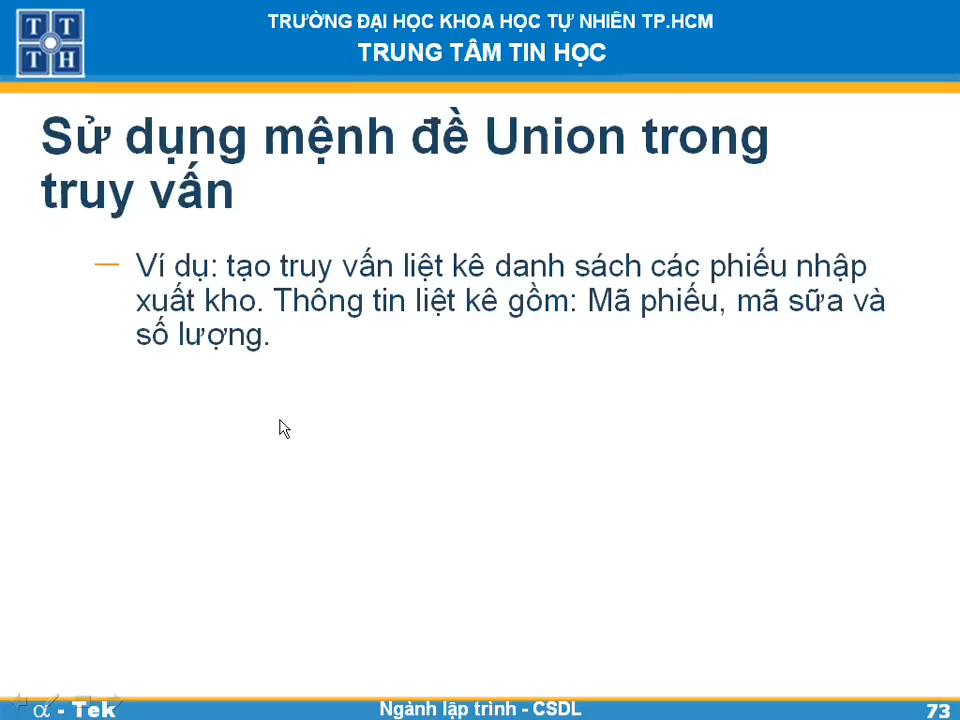 TRƯỜNG ĐẠI HỌC KHOA HỌC TỰ NHIÊN TP.HCM
TRUNG TÂM TIN HỌC
T T
T H
Sử dụng mệnh đề Union trong
truy vấn
— Ví dụ: tạo truy vấn liệt kê danh sách các phiếu nhập
xuất kho. Thông tin liệt kê gồm: Mã phiếu, mã sữa và
số lượng.
α - Tek
Ngành lập trình - CSDL
73